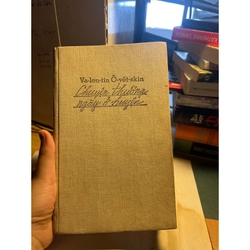 Va-len-tin Ô-vét-skin
Chuyện thường
ngày ở huyện